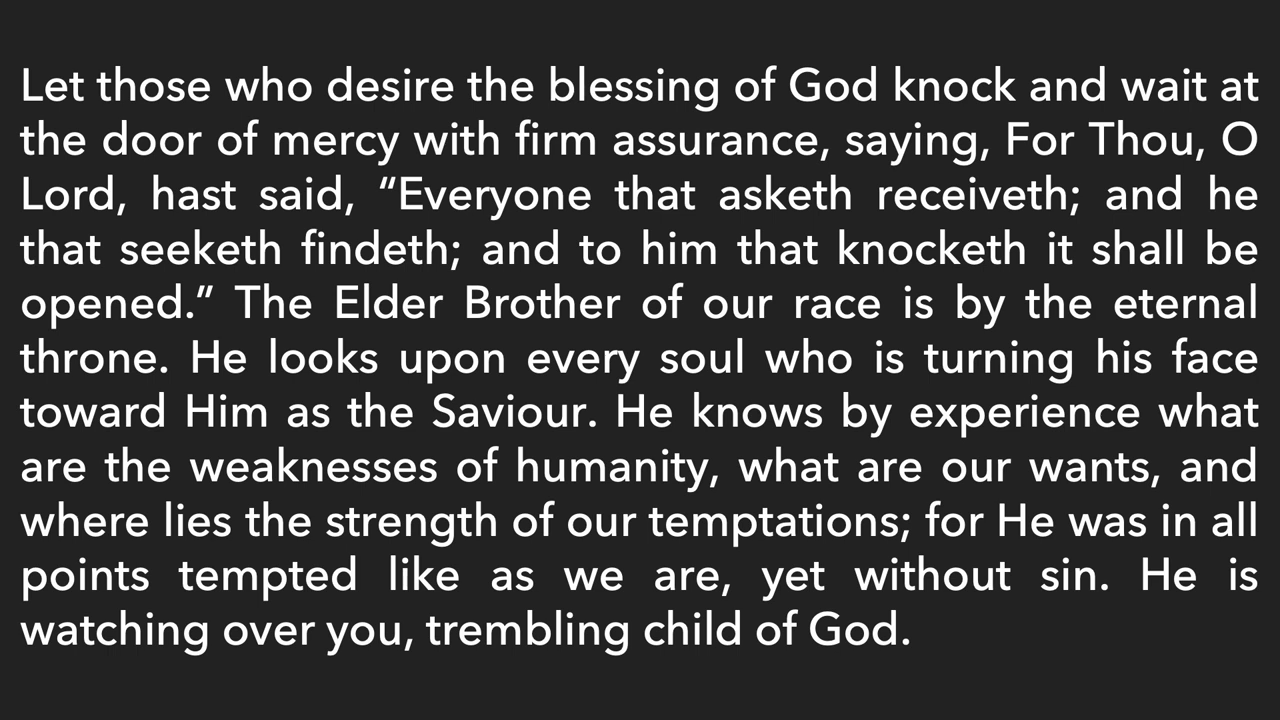 Let those who desire the blessing of God knock and wait at
the door of mercy with firm assurance, saying, For Thou, O
Lord, hast said, “Everyone that asketh receiveth; and he
that seeketh findeth; and to him that knocketh it shall be
opened.” The Elder Brother of our race is by the eternal
throne. He looks upon every soul who is turning his face
toward Him as the Saviour. He knows by experience what
are the weaknesses of humanity, what are our wants, and
where lies the strength of our temptations; for He was in all
points tempted like as we are, yet without sin. He is
watching over you, trembling child of God.